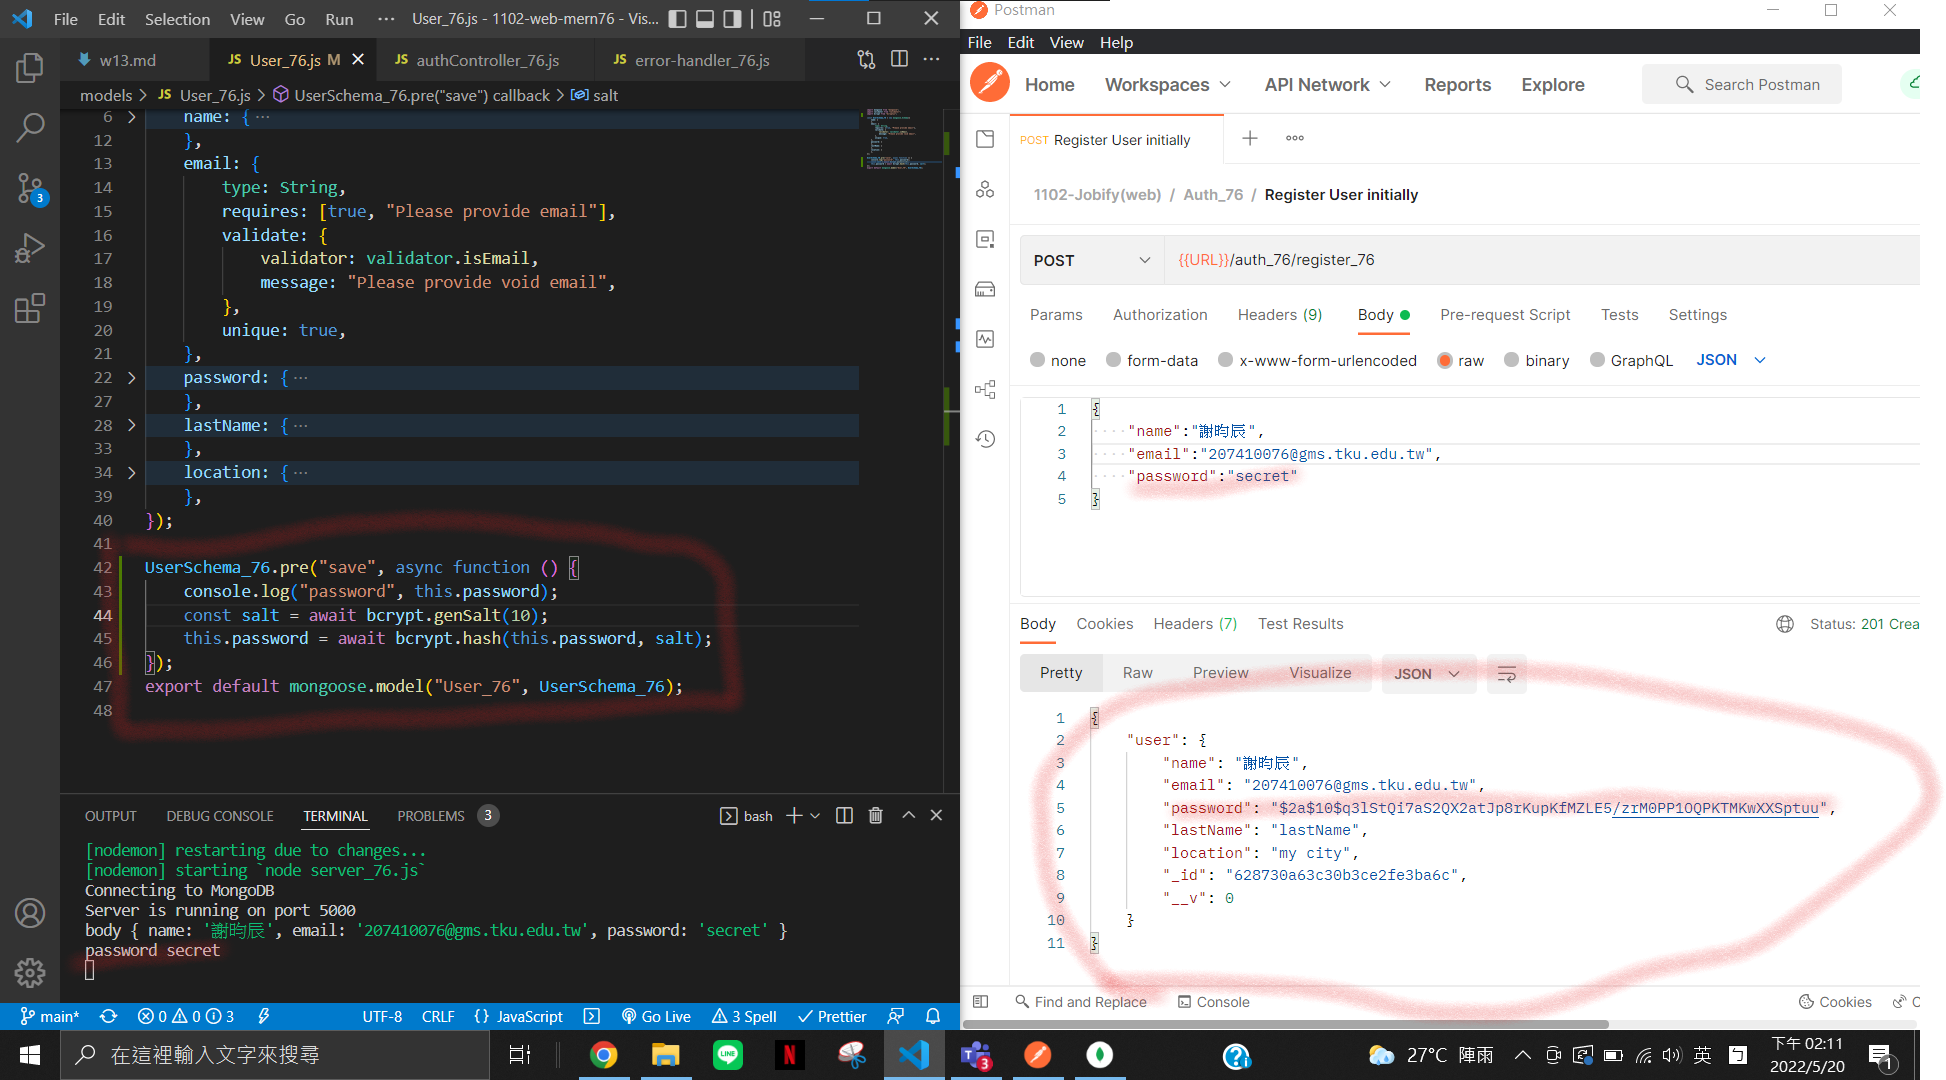 File Edit Selection View Go Run ··· User_76.js - 1102-web-mern76 - Vis...
w13.md JS User_76.js M JS authController_76.js JS error-handler_76.js ···
models > JS User_76.js > UserSchema_76.pre("save") callback > salt
6 name: { ···
12 },
13 email: {
14 type: String,
15 requires: [true, "Please provide email"],
16 validate: {
17 validator: validator.isEmail,
18 message: "Please provide void email",
19 },
20 unique: true,
21 },
22 password: { ···
27 },
28 lastName: { ···
33 },
34 location: { ···
39 },
40 });
41
42 UserSchema_76.pre("save", async function () {
43 console.log("password", this.password);
44 const salt = await bcrypt.genSalt(10);
45 this.password = await bcrypt.hash(this.password, salt);
46 });
47 export default mongoose.model("User_76", UserSchema_76);
48
3
OUTPUT DEBUG CONSOLE TERMINAL PROBLEMS 3 bash
[nodemon] restarting due to changes...
[nodemon] starting `node server_76.js`
Connecting to MongoDB
Server is running on port 5000
body { name: '謝昀辰', email: '207410076@gms.tku.edu.tw', password: 'secret' }
password secret
main* 0 0 3 UTF-8 CRLF {} JavaScript Go Live 3 Spell Prettier
Postman
File Edit View Help
Home Workspaces API Network Reports Explore Search Postman
POST Register User initially
1102-Jobify(web) / Auth_76 / Register User initially
POST {{URL}}/auth_76/register_76
Params Authorization Headers (9) Body Pre-request Script Tests Settings
none form-data x-www-form-urlencoded raw binary GraphQL JSON
1 {
2 "name":"謝昀辰",
3 "email":"207410076@gms.tku.edu.tw",
4 "password":"secret"
5 }
Body Cookies Headers (7) Test Results Status: 201 Crea
Pretty Raw Preview Visualize JSON
1 {
2 "user": {
3 "name": "謝昀辰",
4 "email": "207410076@gms.tku.edu.tw",
5 "password": "$2a$10$q3lStQi7aS2QX2atJp8rKupKfMZLE5/zrM0PP1OQPKTMKwXXSptuu",
6 "lastName": "lastName",
7 "location": "my city",
8 "_id": "628730a63c30b3ce2fe3ba6c",
9 "__v": 0
10 }
11 }
Find and Replace Console Cookies C
在這裡輸入文字來搜尋 LINE N 3 27°C 陣雨 英 下午 02:11
2022/5/20 1